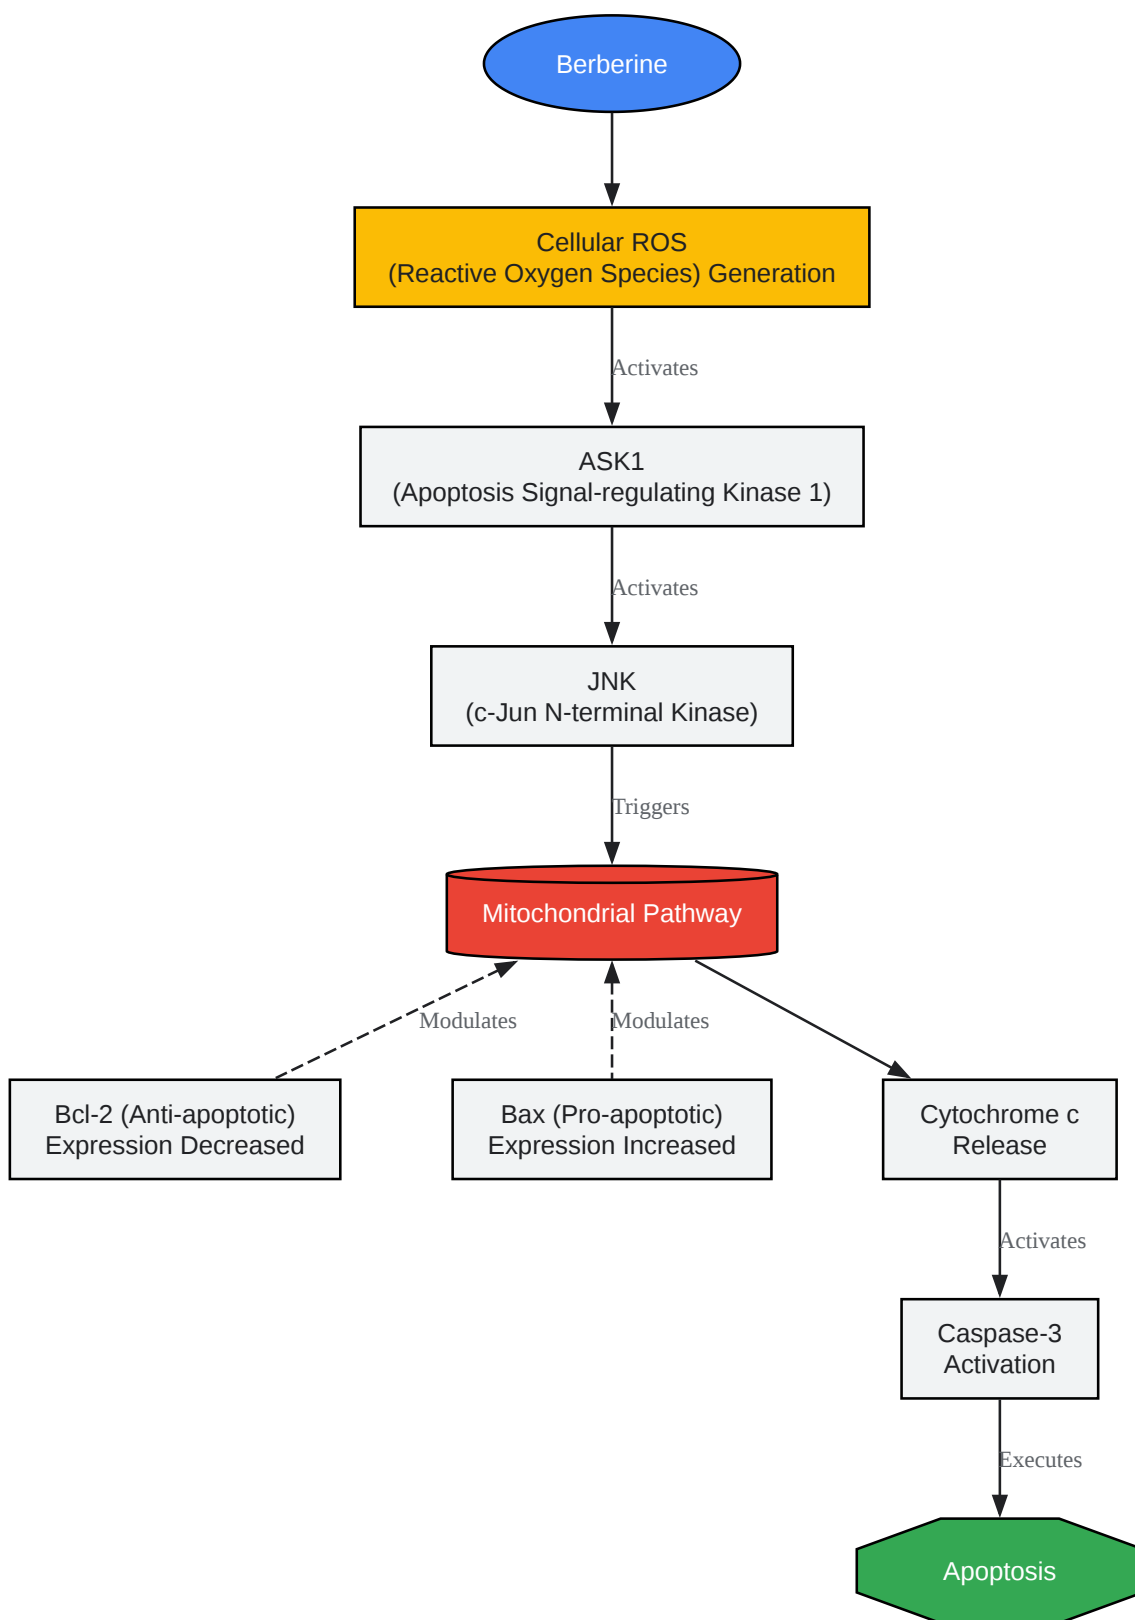 Berberine
Cellular ROS
(Reactive Oxygen Species) Generation
Activates
ASK1
(Apoptosis Signal-regulating Kinase 1)
Activates
JNK
(c-Jun N-terminal Kinase)
Triggers
Mitochondrial Pathway
Modulates
Modulates
Bcl-2 (Anti-apoptotic)
Expression Decreased
Bax (Pro-apoptotic)
Expression Increased
Cytochrome c
Release
Activates
Caspase-3
Activation
Executes
Apoptosis